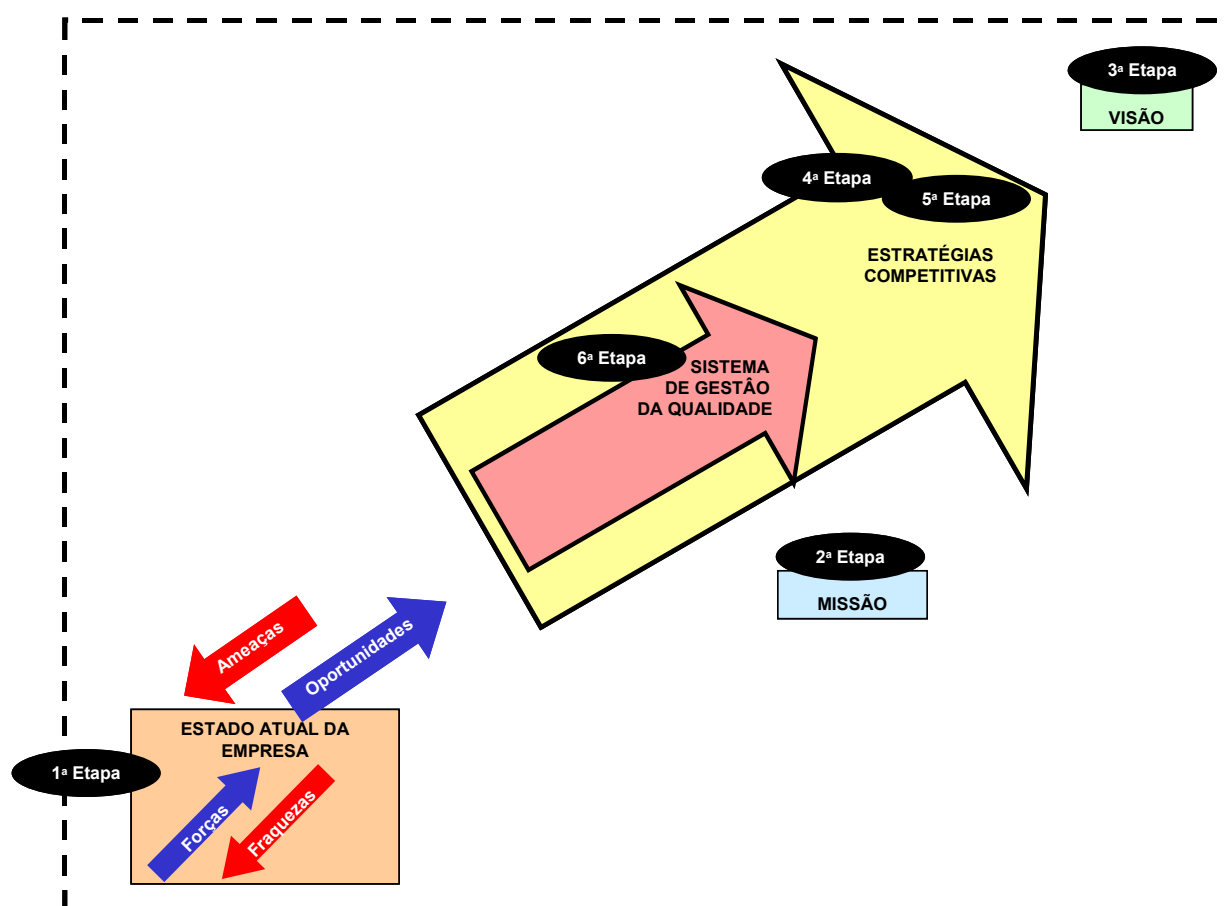 3ª Etapa
VISÃO
4ª Etapa
5ª Etapa
ESTRATÉGIAS
COMPETITIVAS
6ª Etapa
SISTEMA
DE GESTÂO
DA QUALIDADE
2ª Etapa
MISSÃO
Ameaças
Oportunidades
ESTADO ATUAL DA
EMPRESA
1ª Etapa
Forças
Fraquezas